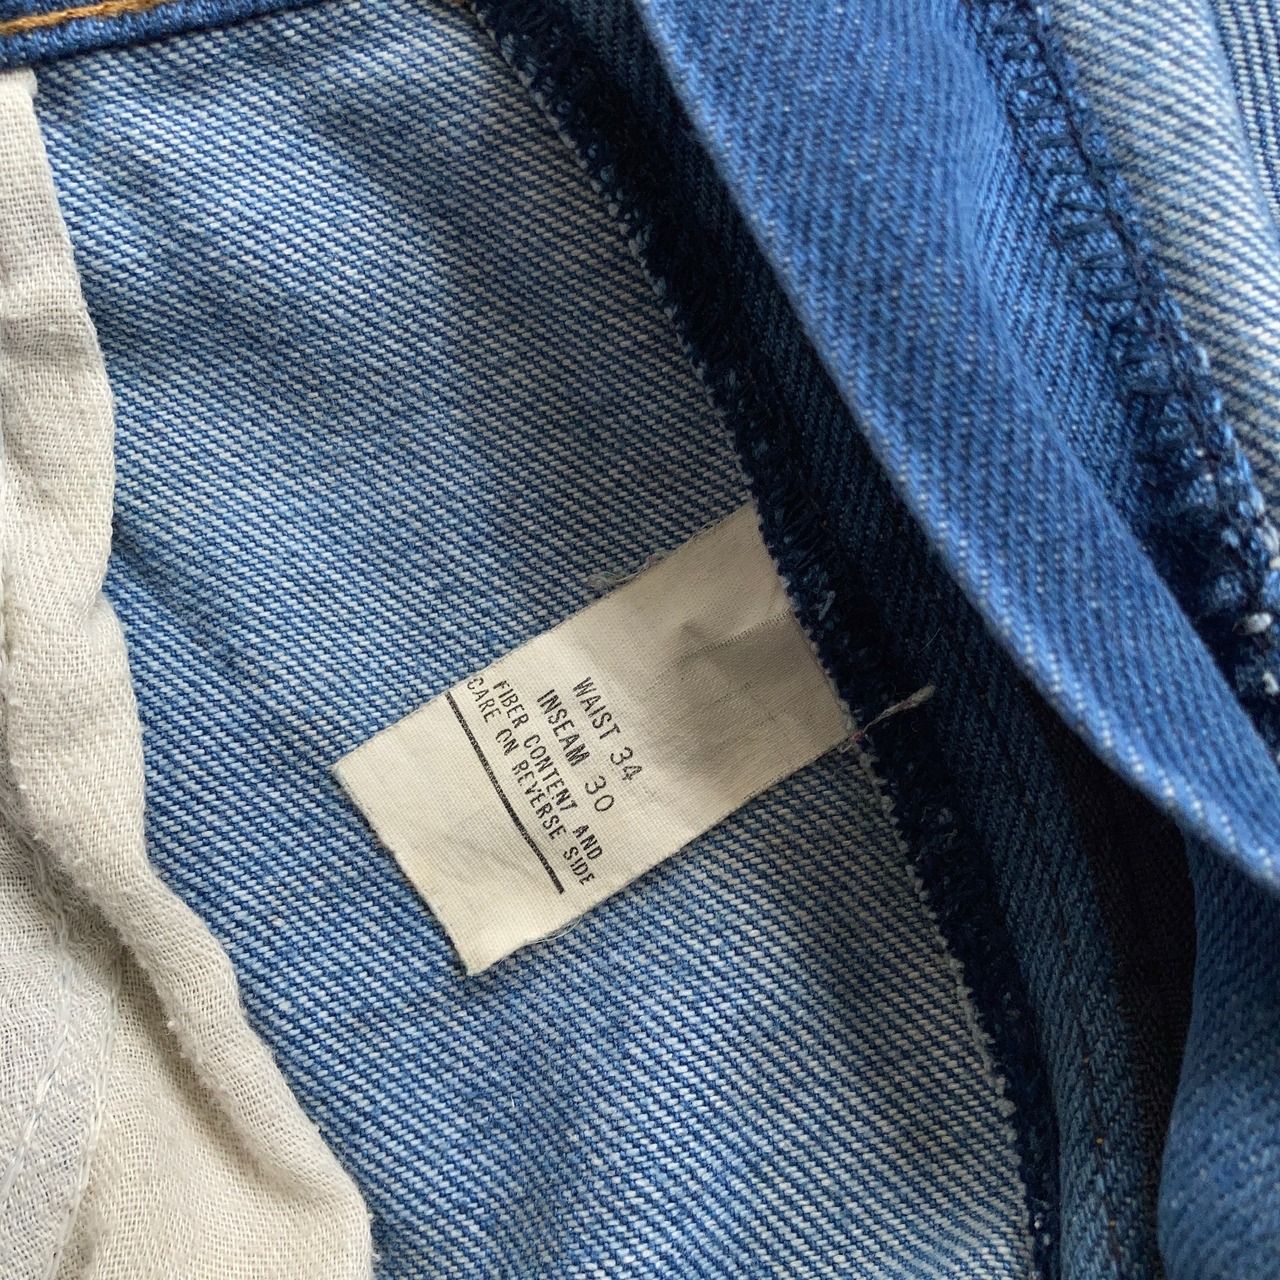 WAIST 34
INSEAM 30
FIBER CONTENT AND
CARE ON REVERSE SIDE